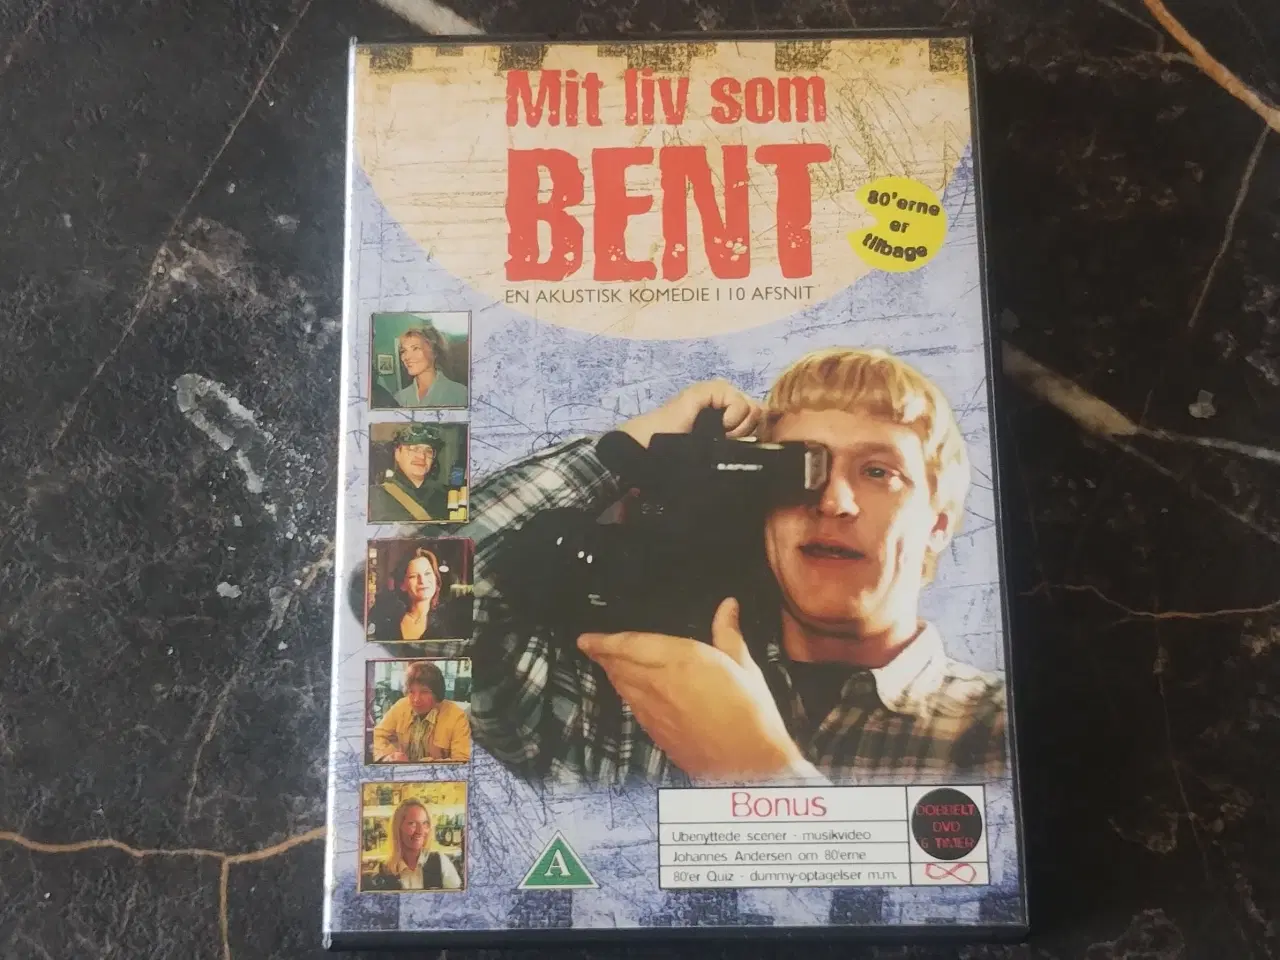 Mit liv som
BENT
EN AKUSTISK KOMEDIE I 10 AFSNIT
80'erne
er
tilbage
Bonus
Ubenyttede scener - musikvideo
Johannes Andersen om 80'erne
80'er Quiz - dummy-optagelser m.m.
DOBBELT
DVD
6 TIMER
A